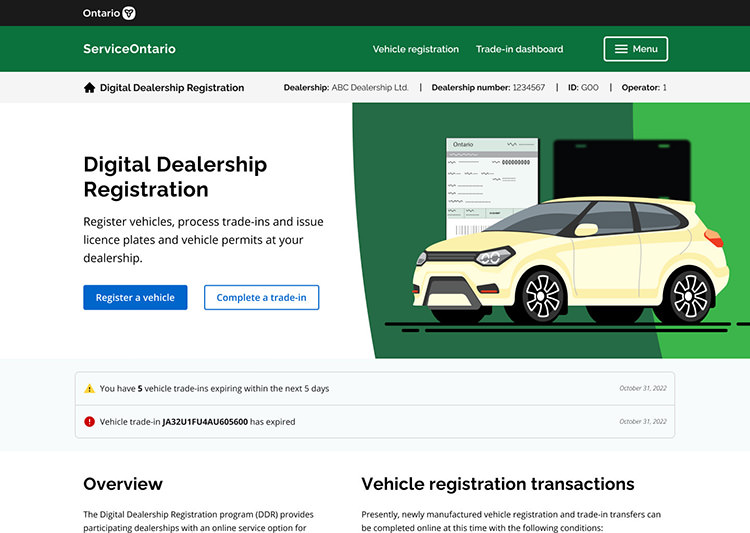 Ontario
ServiceOntario
Vehicle registration
Trade-in dashboard
Menu
Digital Dealership Registration
Dealership: ABC Dealership Ltd. | Dealership number: 1234567 | ID: G00 | Operator: 1
Digital Dealership
Registration
Register vehicles, process trade-ins and issue
licence plates and vehicle permits at your
dealership.
Register a vehicle
Complete a trade-in
Ontario
You have 5 vehicle trade-ins expiring within the next 5 days
October 31, 2022
Vehicle trade-in JA32U1FU4AU605600 has expired
October 31, 2022
Overview
The Digital Dealership Registration program (DDR) provides
participating dealerships with an online service option for
Vehicle registration transactions
Presently, newly manufactured vehicle registration and trade-in transfers can
be completed online at this time with the following conditions: